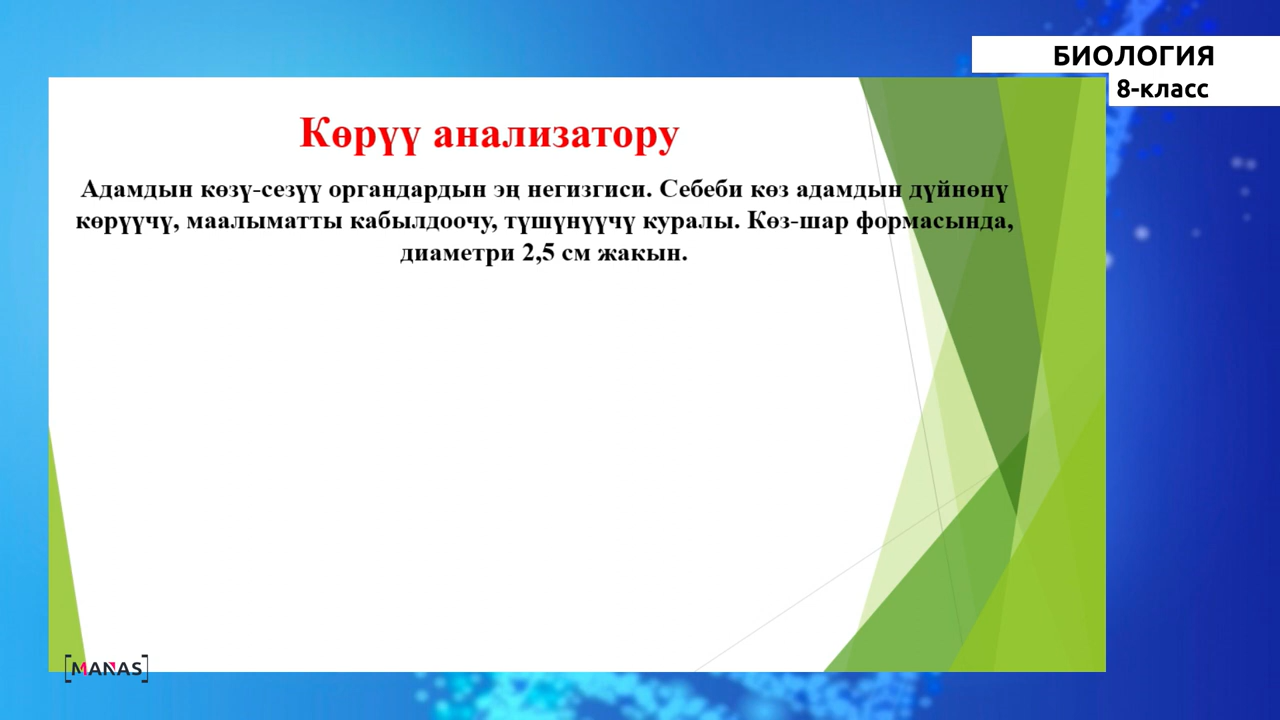 БИОЛОГИЯ
8-класс
Көрүү анализатору
Адамдын көзү-сезүү органдардын эң негизгиси. Себеби көз адамдын дүйнөнү
көрүүчү, маалыматты кабылдоочу, түшүнүүчү куралы. Көз-шар формасында,
диаметри 2,5 см жакын.
[MANAS]